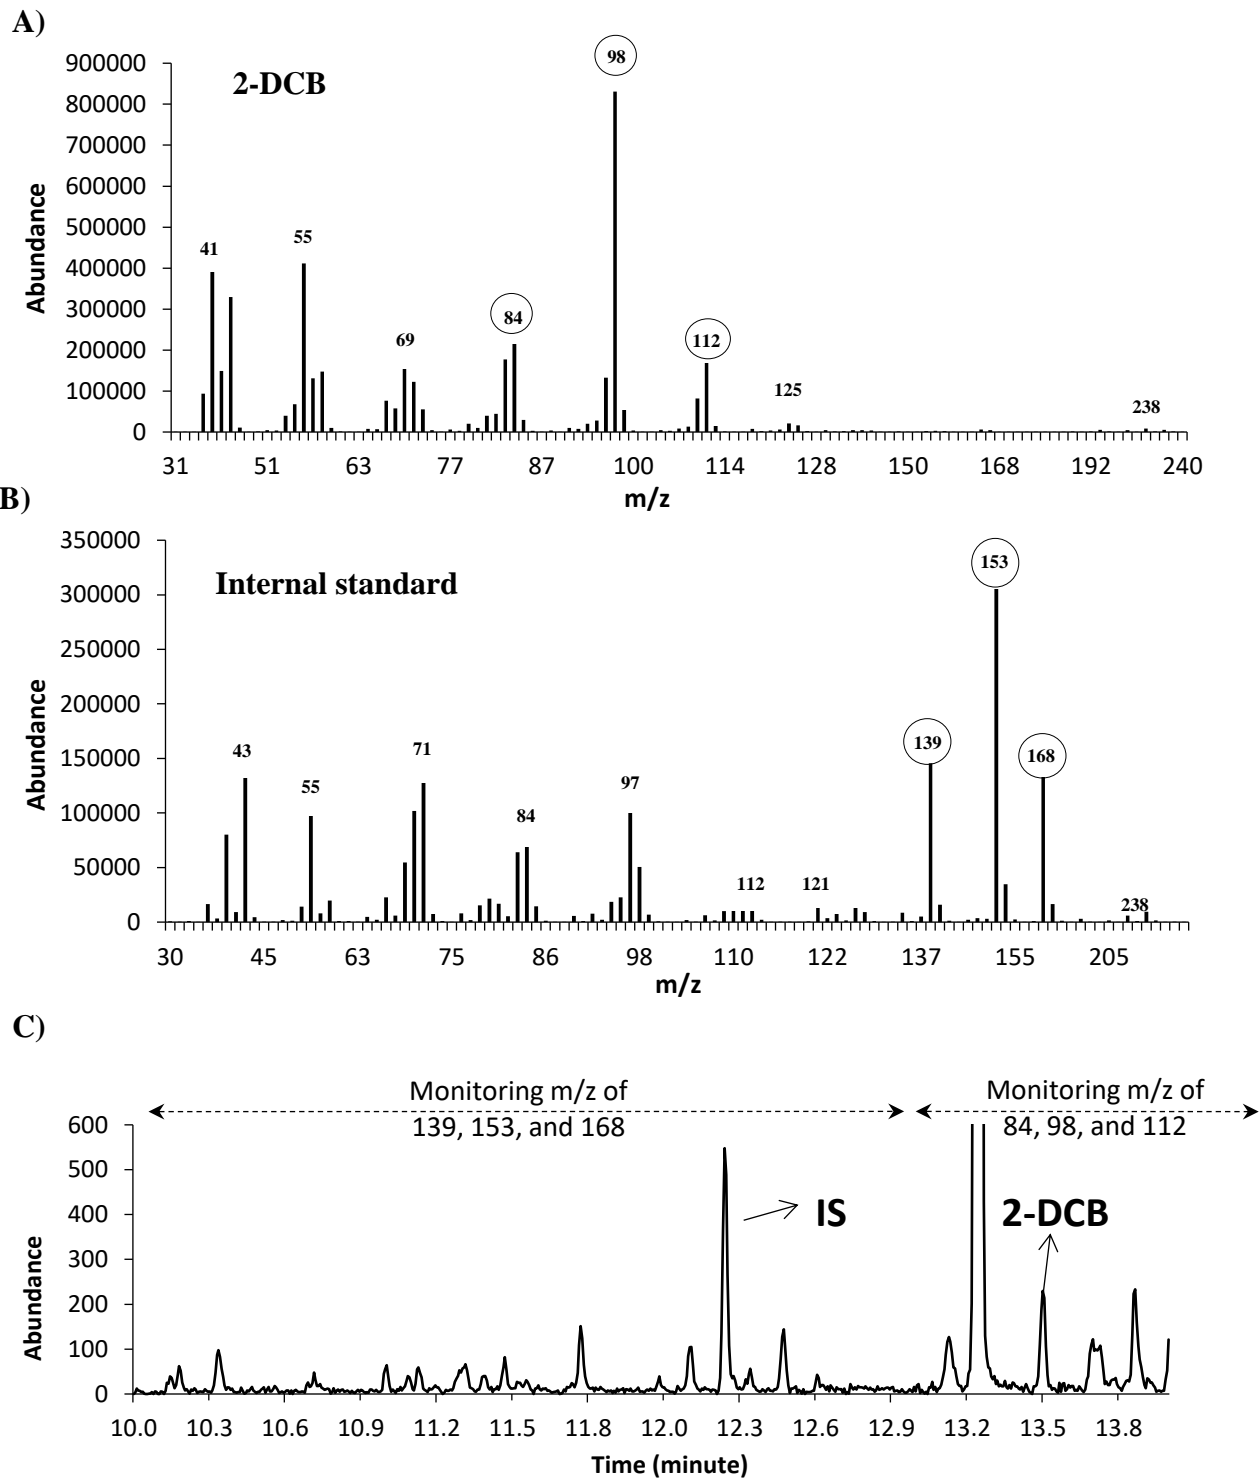 A)
2-DCB
Abundance
900000
800000
700000
600000
500000
400000
300000
200000
100000
0
41
55
69
84
98
112
125
238
31 51 63 77 87 100 114 128 150 168 192 240
m/z
B)
Internal standard
Abundance
350000
300000
250000
200000
150000
100000
50000
0
43
55
71
84
97
112
121
139
153
168
238
30 45 63 75 86 98 110 122 137 155 205
m/z
C)
Monitoring m/z of
139, 153, and 168
Monitoring m/z of
84, 98, and 112
Abundance
600
500
400
300
200
100
0
IS
2-DCB
10.0 10.3 10.6 10.9 11.2 11.5 11.8 12.0 12.3 12.6 12.9 13.2 13.5 13.8
Time (minute)